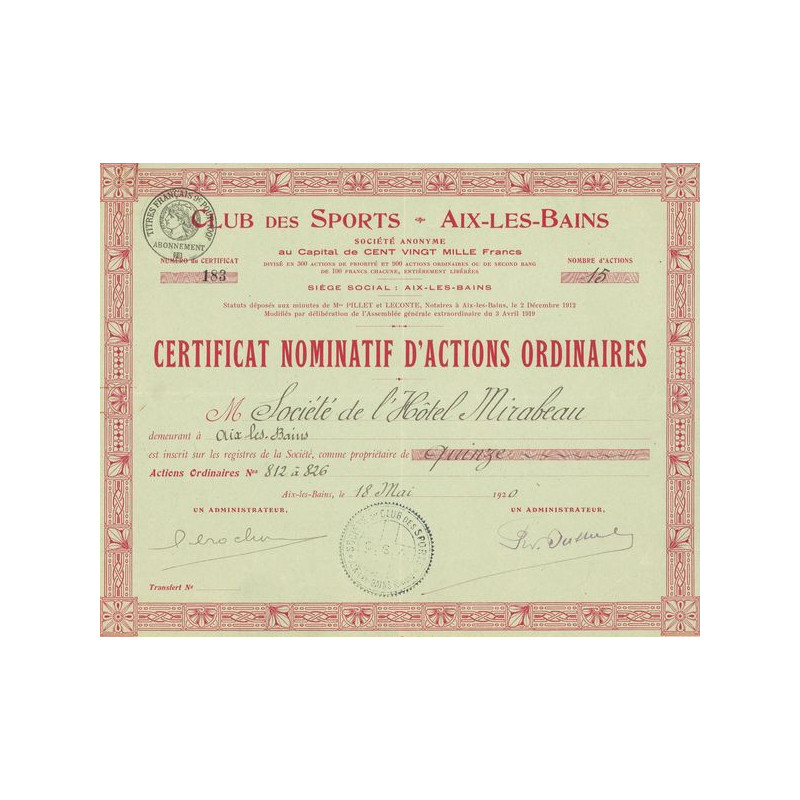 TITRES FRANÇAIS
ABONNEMENT
CLUB DES SPORTS AIX-LES-BAINS
SOCIÉTÉ ANONYME
au Capital de CENT VINGT MILLE Francs
DIVISÉ EN 300 ACTIONS DE PRIORITÉ ET 900 ACTIONS ORDINAIRES OU DE SECOND RANG
DE 100 FRANCS CHACUNE, ENTIÈREMENT LIBÉRÉES
NUMÉRO du CERTIFICAT
183
NOMBRE D'ACTIONS
15
SIÈGE SOCIAL : AIX-LES-BAINS
Statuts déposés aux minutes de Mes PILLET et LECONTE, Notaires à Aix-les-Bains, le 2 Décembre 1912
Modifiés par délibération de l'Assemblée générale extraordinaire du 3 Avril 1919
CERTIFICAT NOMINATIF D'ACTIONS ORDINAIRES
M Société de l'Hôtel Mirabeau
demeurant à Aix-les-Bains
est inscrit sur les registres de la Société, comme propriétaire de quinze
Actions Ordinaires Nos 812 à 826
Aix-les-Bains, le 18 Mai 1920
UN ADMINISTRATEUR, UN ADMINISTRATEUR,
CLUB DES SPORTS
Transfert No